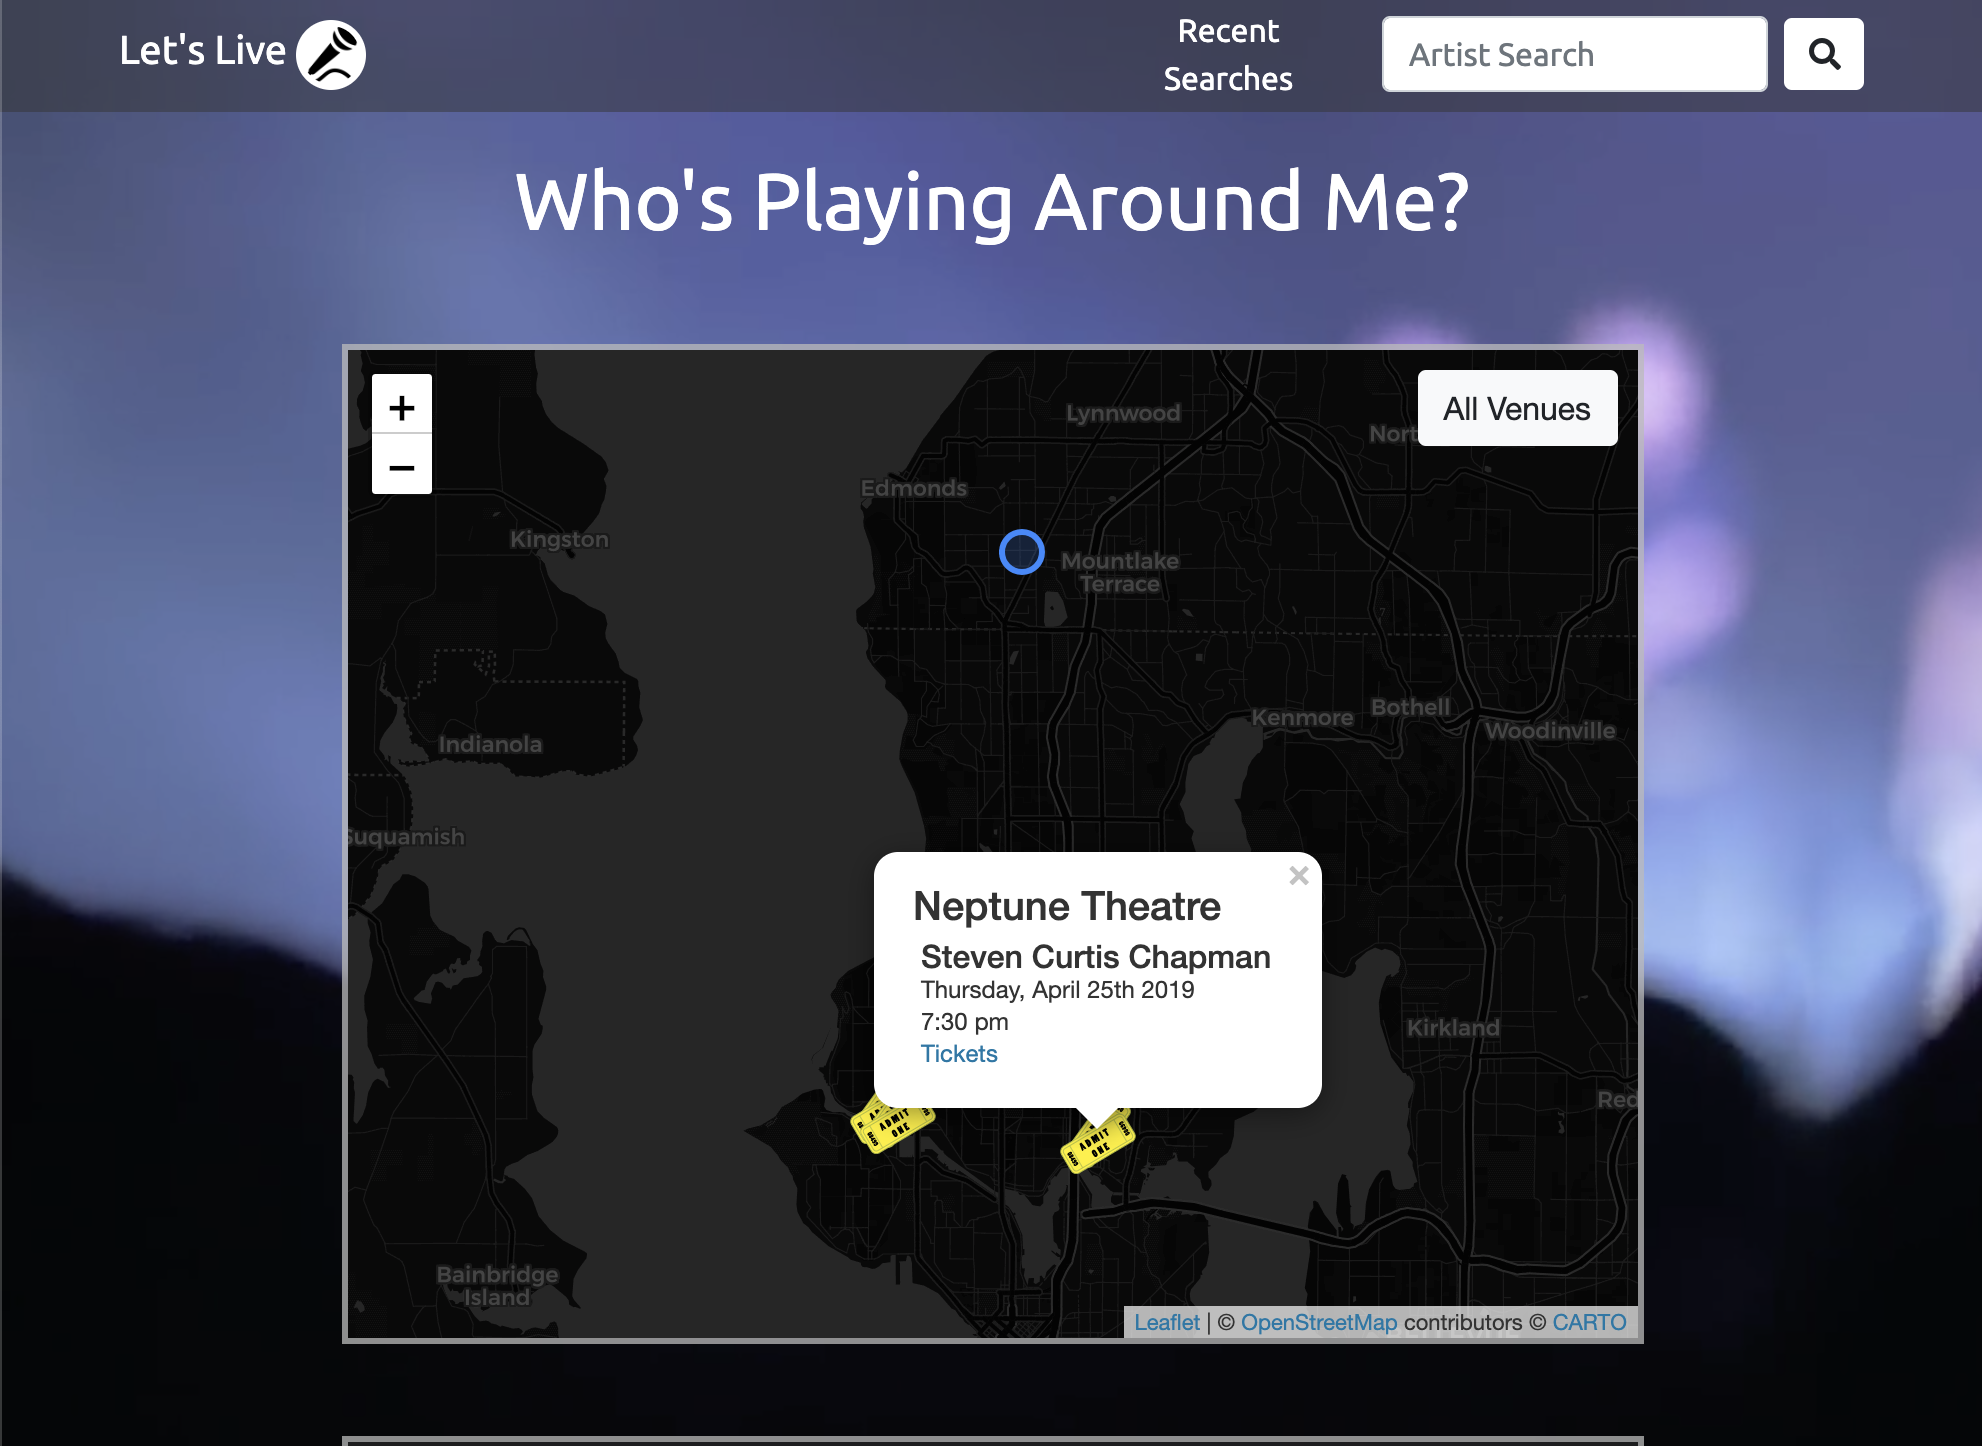 Let's Live
Recent
Searches
Artist Search
Who's Playing Around Me?
+
−
All Venues
Lynnwood
Nort
Edmonds
Kingston
Mountlake
Terrace
Kenmore
Bothell
Woodinville
Indianola
Suquamish
×
Neptune Theatre
Steven Curtis Chapman
Thursday, April 25th 2019
7:30 pm
Tickets
Kirkland
Red
ADMIT
ONE
ADMIT
ONE
Bainbridge
Island
Leaflet | © OpenStreetMap contributors © CARTO